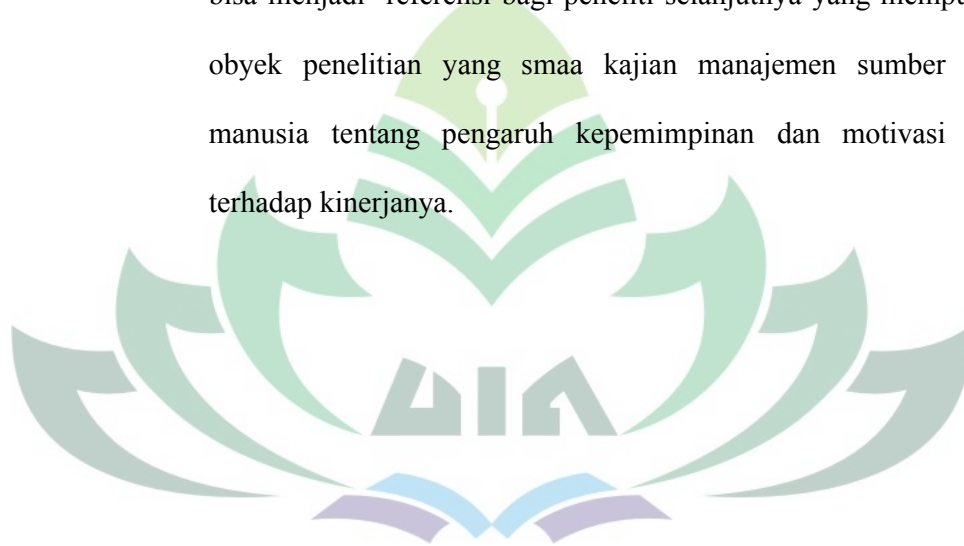 bisa menjadi referensi bagi peneliti selanjutnya yang
obyek penelitian yang smaa kajian manajemen sumber
manusia tentang pengaruh kepemimpinan dan motivasi
terhadap kinerjanya.
UIN